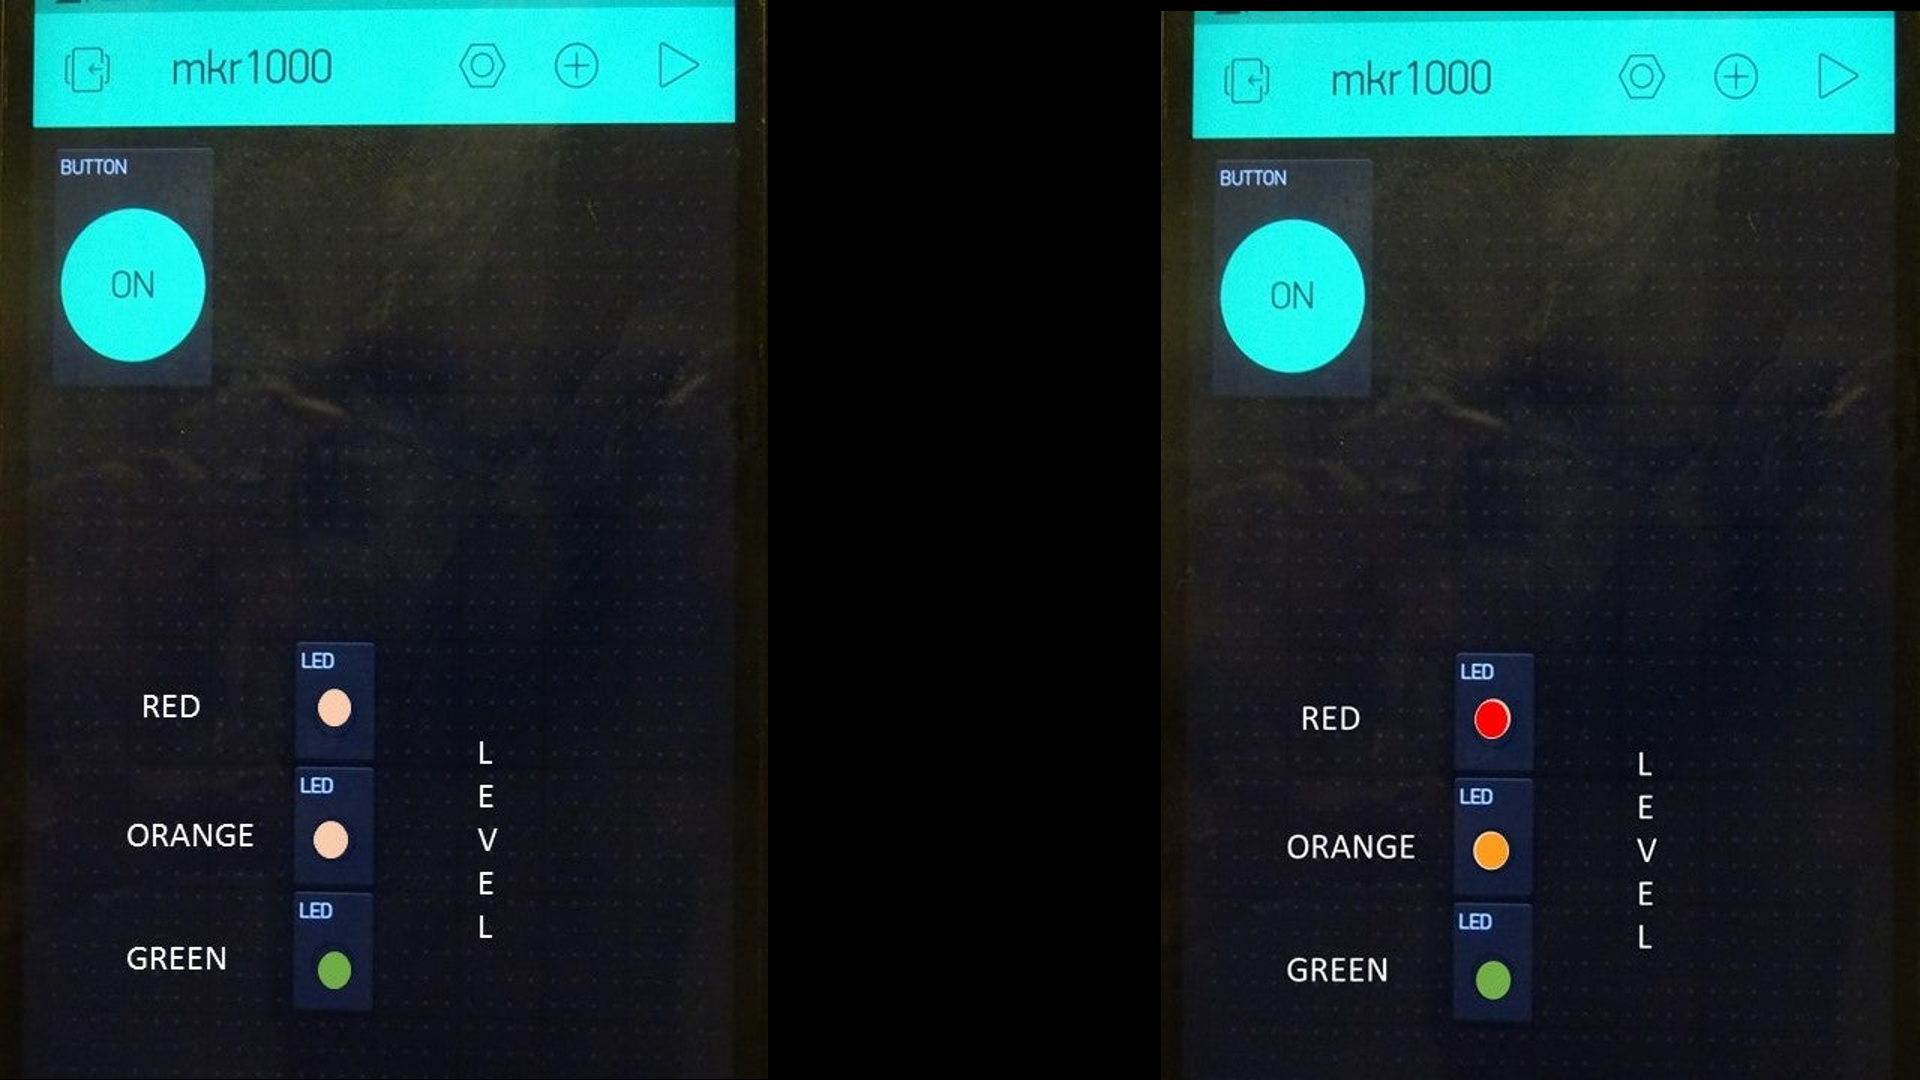 mkr1000
BUTTON
ON
LED
RED
LED
ORANGE
LED
GREEN
L
E
V
E
L
mkr1000
BUTTON
ON
LED
RED
LED
ORANGE
LED
GREEN
L
E
V
E
L